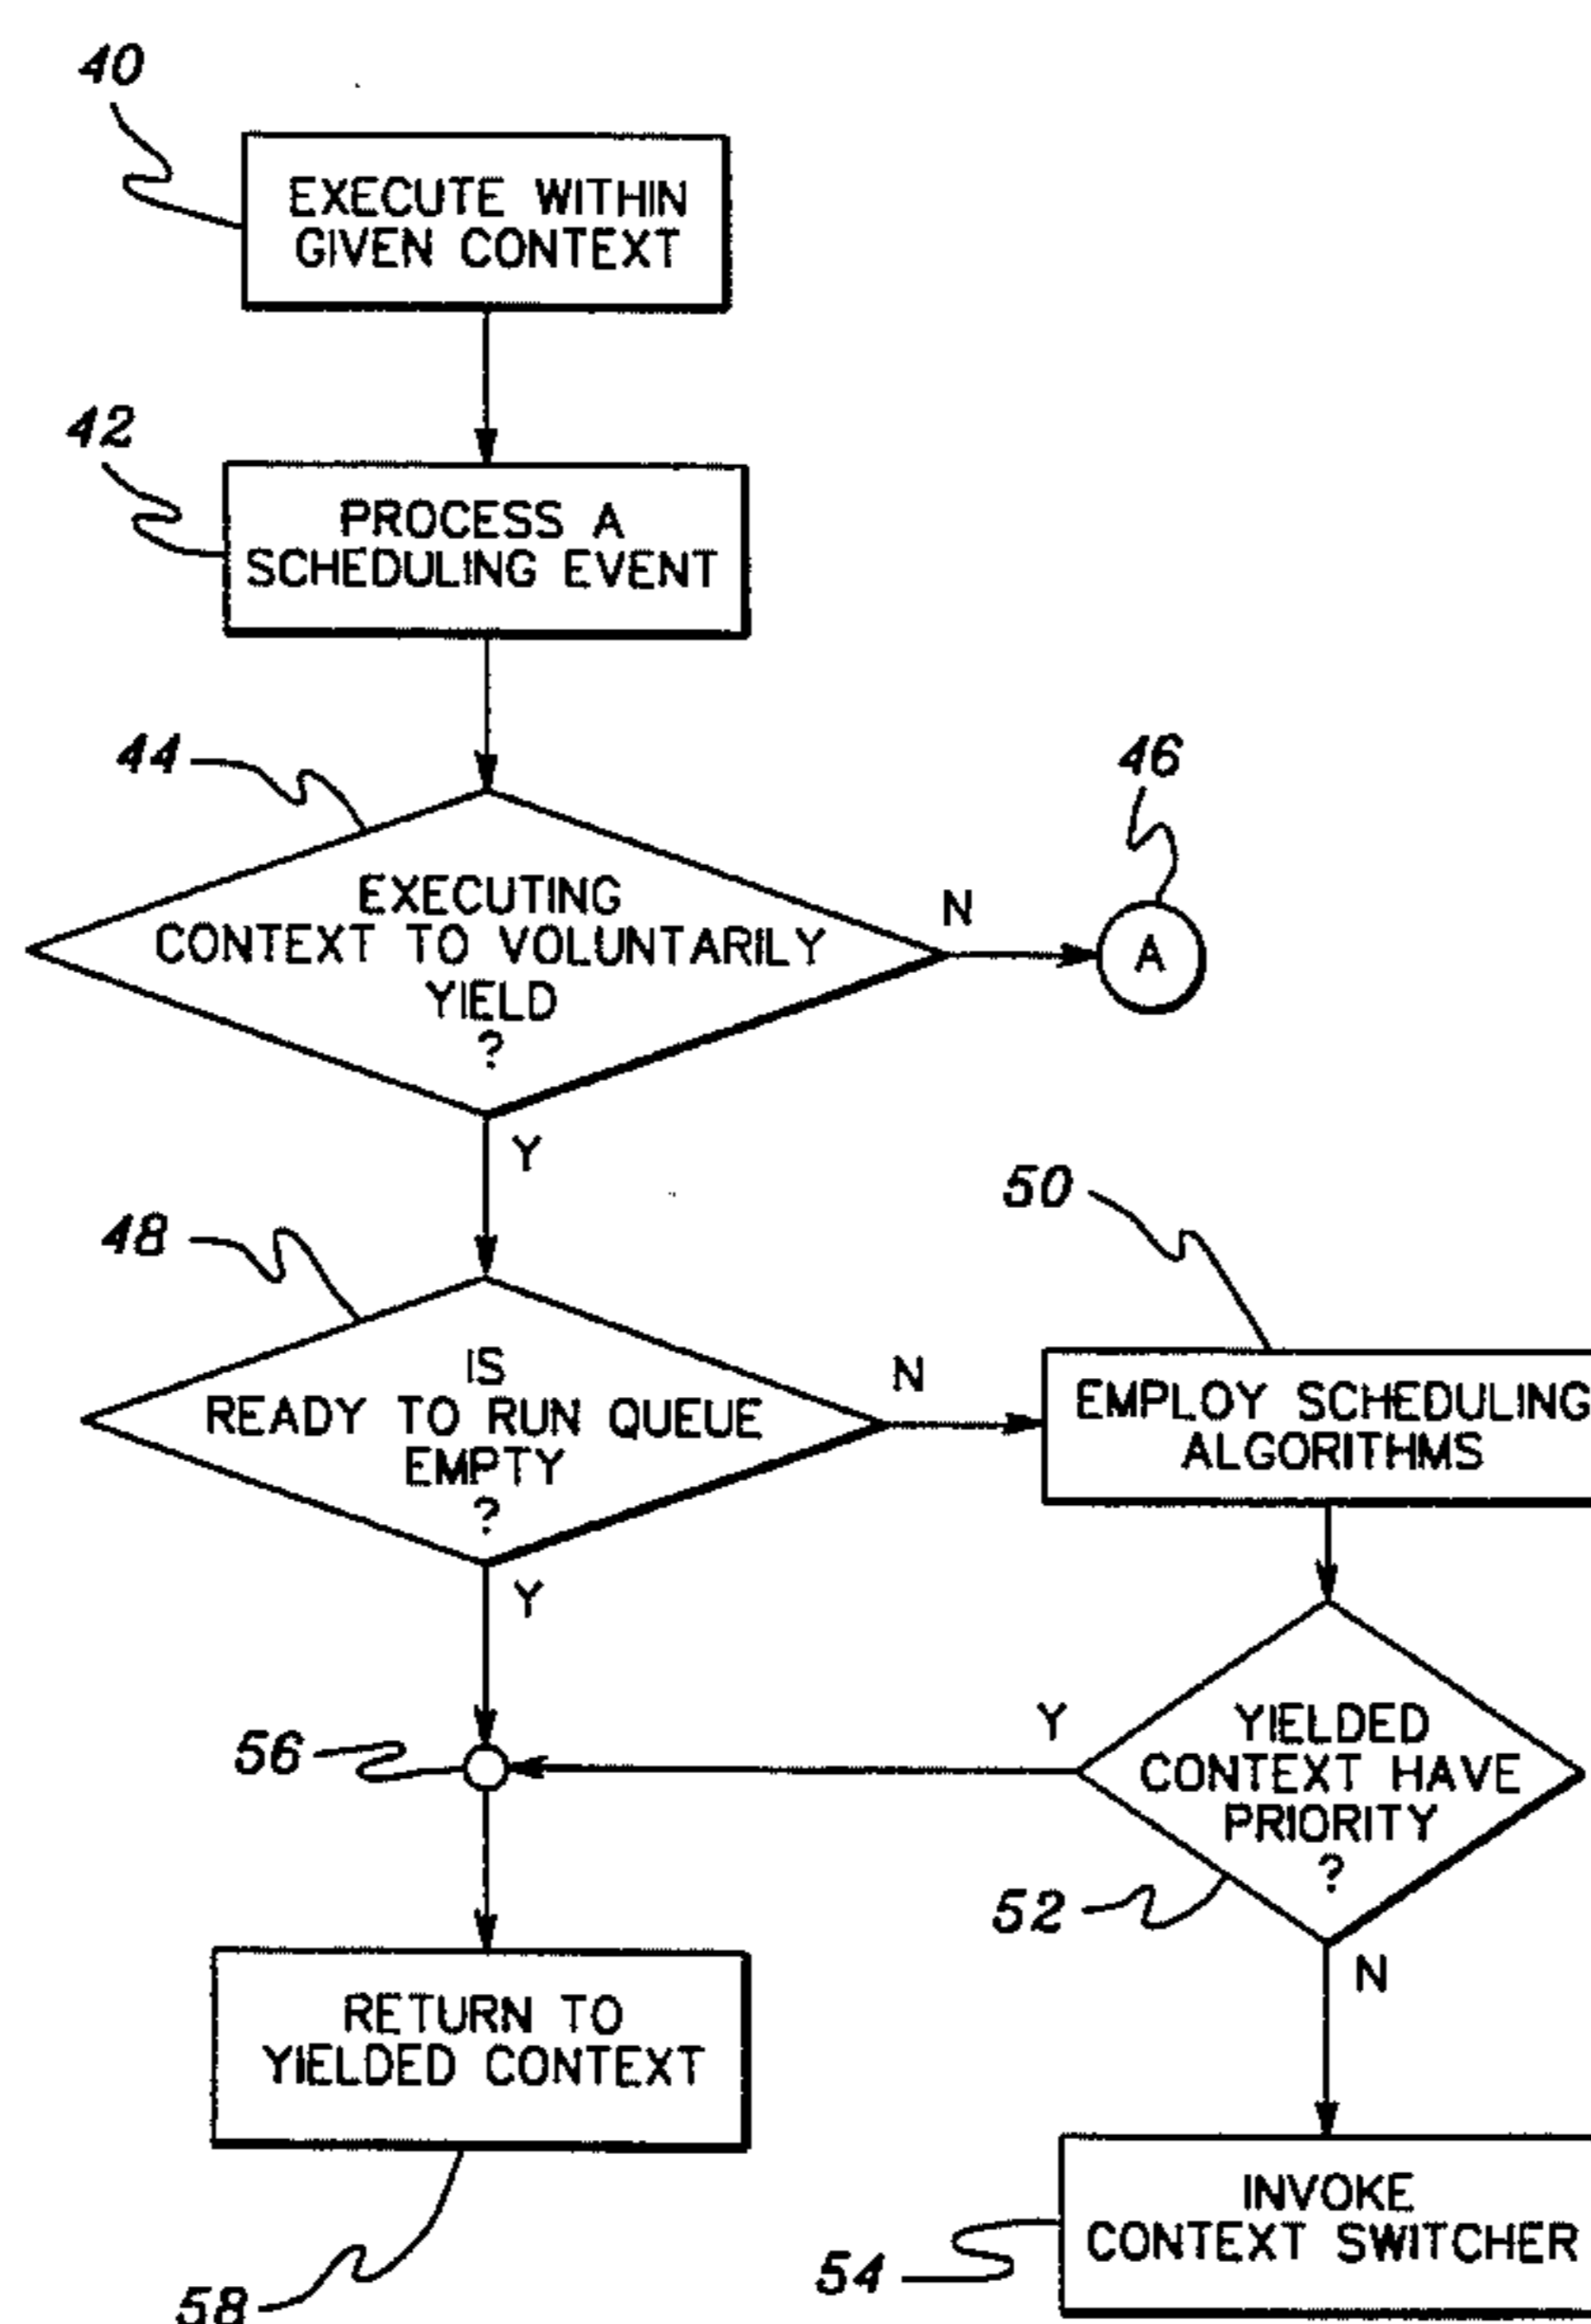 40
EXECUTE WITHIN
GIVEN CONTEXT
42
PROCESS A
SCHEDULING EVENT
44
EXECUTING
CONTEXT TO VOLUNTARILY
YIELD
?
N
46
A
Y
48
IS
READY TO RUN QUEUE
EMPTY
?
N
50
EMPLOY SCHEDULING
ALGORITHMS
Y
56
Y
YIELDED
CONTEXT HAVE
PRIORITY
?
52
N
RETURN TO
YIELDED CONTEXT
58
INVOKE
CONTEXT SWITCHER
54